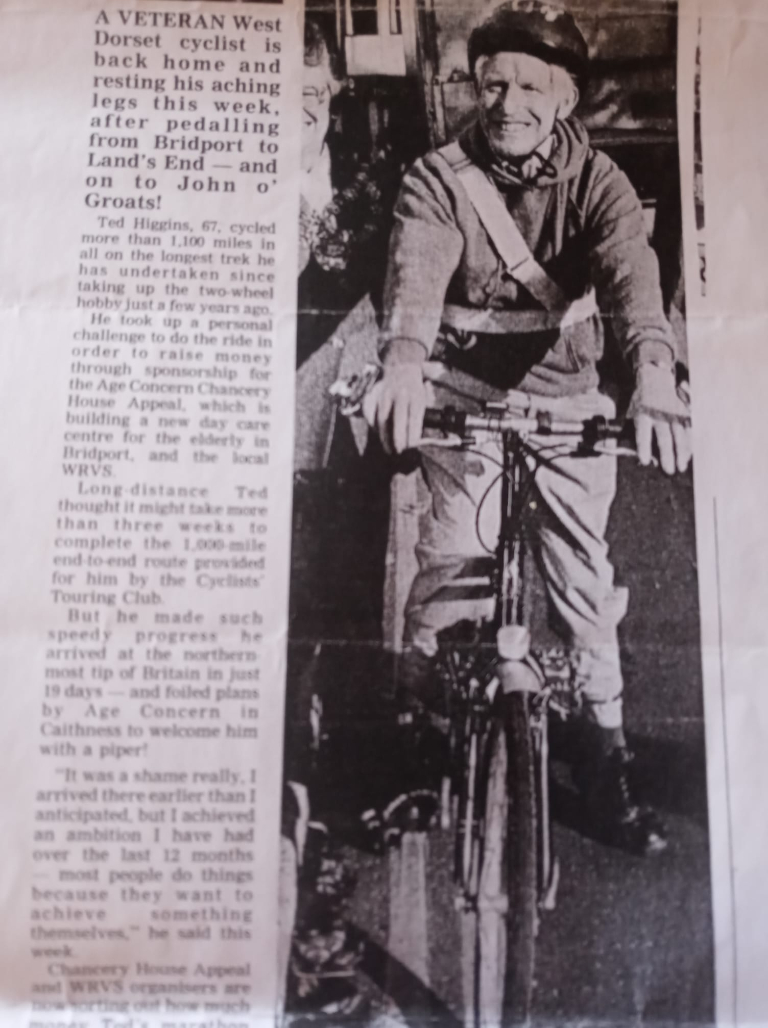 A VETERAN West
Dorset cyclist is
back home and
resting his aching
legs this week,
after pedalling
from Bridport to
Land's End — and
on to John o'
Groats!
Ted Higgins, 67, cycled
more than 1,100 miles in
all on the longest trek he
has undertaken since
taking up the two-wheel
hobby just a few years ago.
He took up a personal
challenge to do the ride in
order to raise money
through sponsorship for
the Age Concern Chancery
House Appeal, which is
building a new day care
centre for the elderly in
Bridport, and the local
WRVS.
Long-distance Ted
thought it might take more
than three weeks to
complete the 1,000-mile
end-to-end route provided
for him by the Cyclists'
Touring Club.
But he made such
speedy progress he
arrived at the northern-
most tip of Britain in just
19 days — and foiled plans
by Age Concern in
Caithness to welcome him
with a piper!
"It was a shame really, I
arrived there earlier than I
anticipated, but I achieved
an ambition I have had
over the last 12 months
— most people do things
because they want to
achieve something
themselves," he said this
week.
Chancery House Appeal
and WRVS organisers are
now sorting out how much
money Ted's marathon